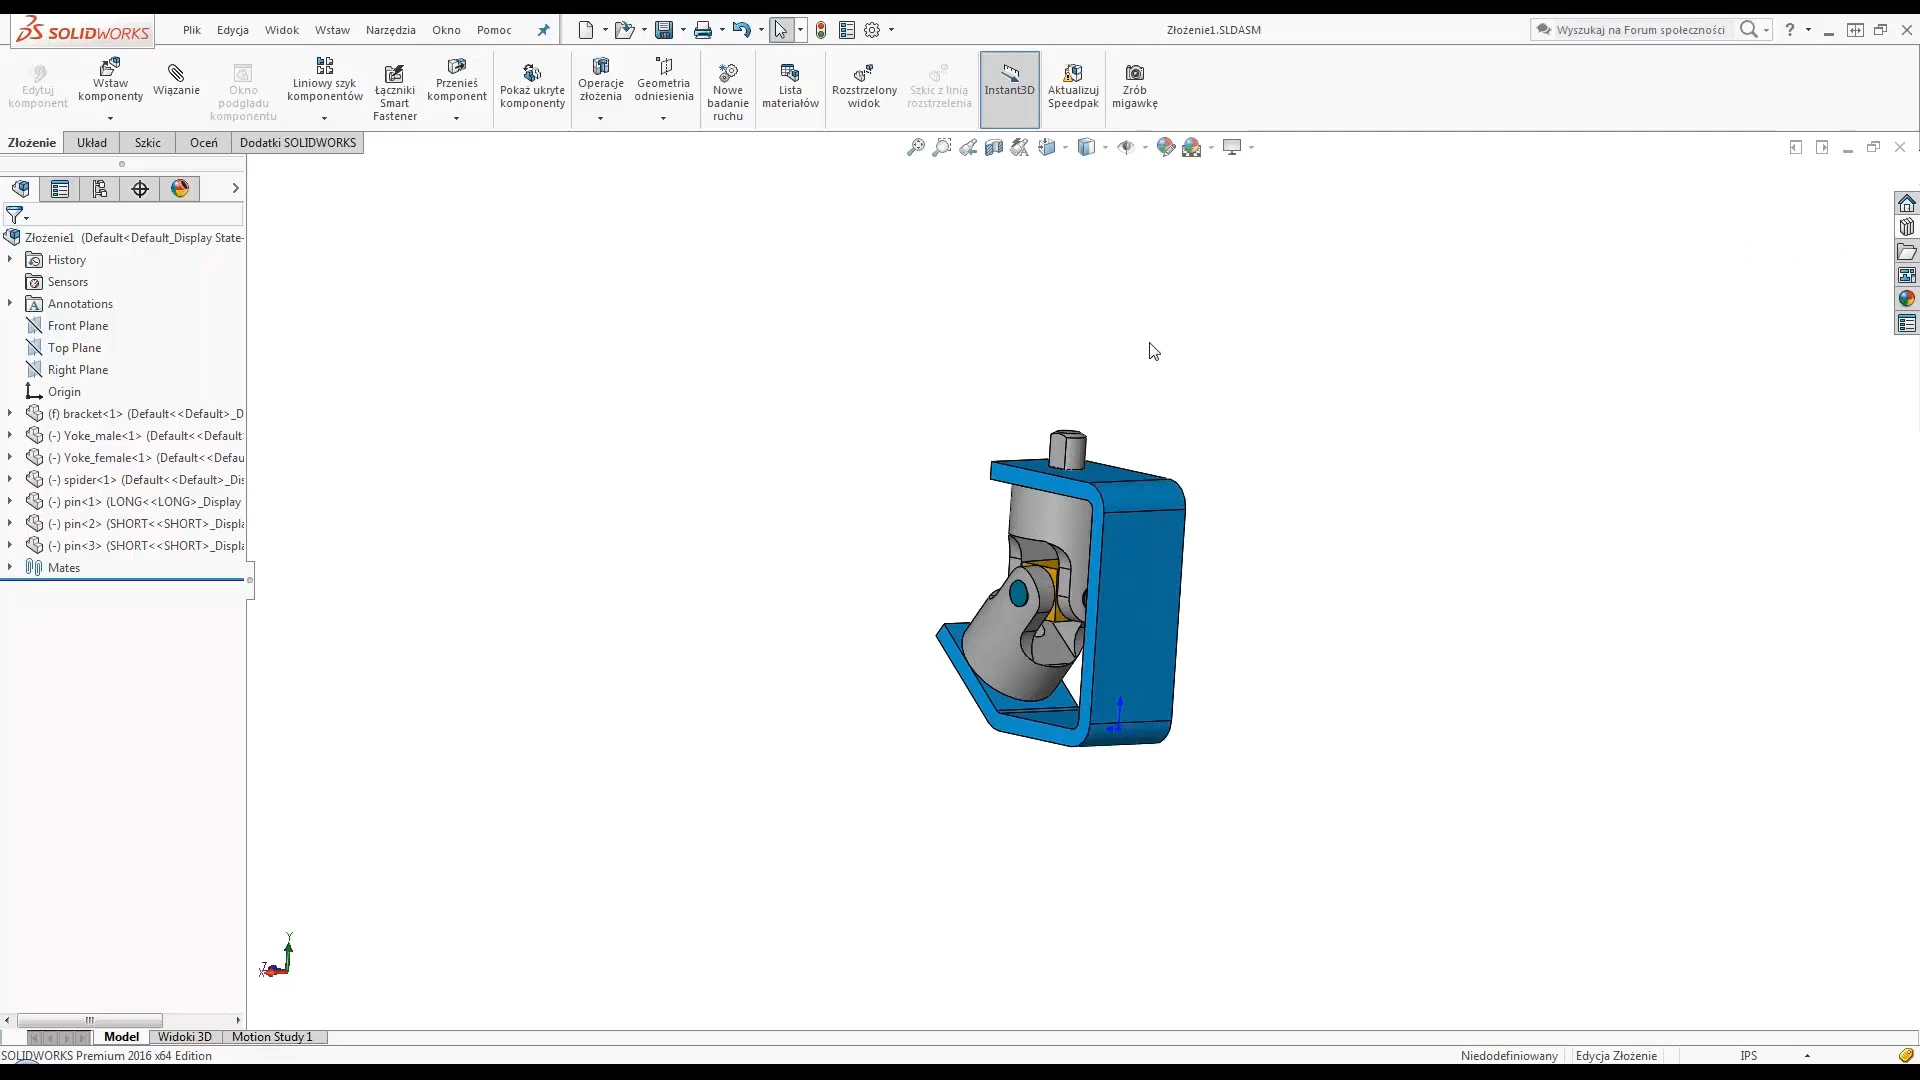 SOLIDWORKS
Plik Edycja Widok Wstaw Narzędzia Okno Pomoc
Złożenie1.SLDASM
Wyszukaj na Forum społeczności
?
Edytuj
komponent
Wstaw
komponenty
Wiązanie
Okno
podglądu
komponentu
Liniowy szyk
komponentów
Łączniki
Smart
Fastener
Przenieś
komponent
Pokaż ukryte
komponenty
Operacje
złożenia
Geometria
odniesienia
Nowe
badanie
ruchu
Lista
materiałów
Rozstrzelony
widok
Szkic z linią
rozstrzelenia
Instant3D
Aktualizuj
Speedpak
Zrób
migawkę
Złożenie Układ Szkic Oceń Dodatki SOLIDWORKS
Złożenie1 (Default<Default_Display State-
History
Sensors
Annotations
Front Plane
Top Plane
Right Plane
Origin
(f) bracket<1> (Default<<Default>_D
(-) Yoke_male<1> (Default<<Default
(-) Yoke_female<1> (Default<<Defau
(-) spider<1> (Default<<Default>_Dis
(-) pin<1> (LONG<<LONG>_Display
(-) pin<2> (SHORT<<SHORT>_Displ
(-) pin<3> (SHORT<<SHORT>_Displ
Mates
Y
Z
X
Model Widoki 3D Motion Study 1
SOLIDWORKS Premium 2016 x64 Edition
Niedodefiniowany Edycja Złożenie IPS